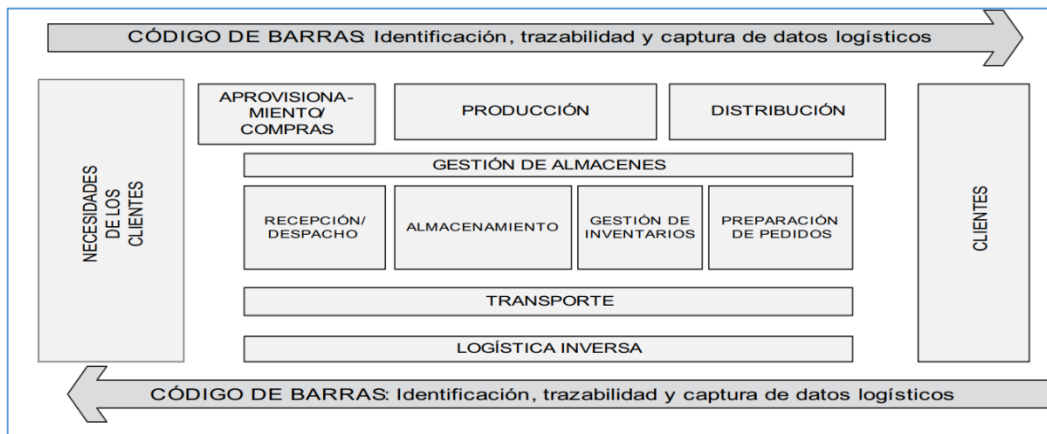 CÓDIGO DE BARRAS: Identificación, trazabilidad y captura de datos logísticos
NECESIDADES
DE LOS
CLIENTES
APROVISIONA-
MIENTO/
COMPRAS
PRODUCCIÓN
DISTRIBUCIÓN
GESTIÓN DE ALMACENES
RECEPCIÓN/
DESPACHO
ALMACENAMIENTO
GESTIÓN DE
INVENTARIOS
PREPARACIÓN
DE PEDIDOS
TRANSPORTE
LOGÍSTICA INVERSA
CLIENTES
CÓDIGO DE BARRAS: Identificación, trazabilidad y captura de datos logísticos